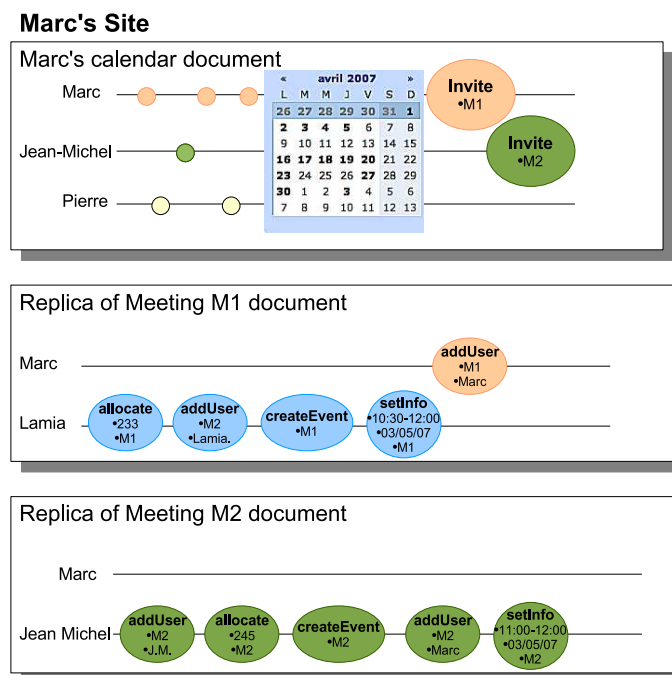 Marc's Site
Marc's calendar document
Marc
« avril 2007 »
L M M J V S D
26 27 28 29 30 31 1
2 3 4 5 6 7 8
9 10 11 12 13 14 15
16 17 18 19 20 21 22
23 24 25 26 27 28 29
30 1 2 3 4 5 6
7 8 9 10 11 12 13
Invite
•M1
Jean-Michel
Invite
•M2
Pierre
Replica of Meeting M1 document
Marc
addUser
•M1
•Marc
Lamia
allocate
•233
•M1
addUser
•M2
•Lamia.
createEvent
•M1
setInfo
•10:30-12:00
•03/05/07
•M1
Replica of Meeting M2 document
Marc
Jean Michel
addUser
•M2
•J.M.
allocate
•245
•M2
createEvent
•M2
addUser
•M2
•Marc
setInfo
•11:00-12:00
•03/05/07
•M2